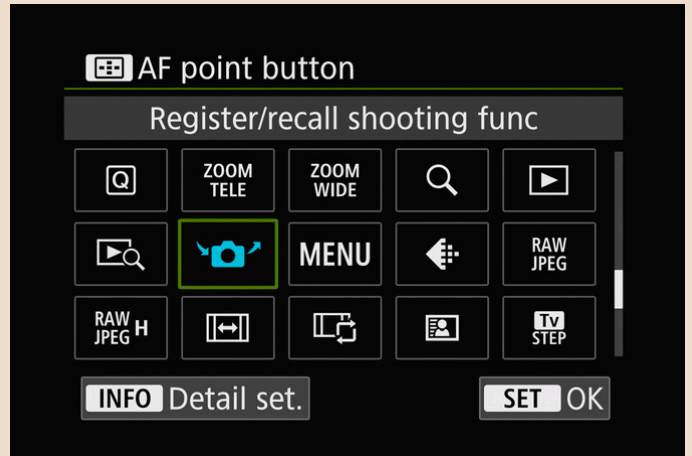 AF point button
Register/recall shooting func
Q
ZOOM TELE
ZOOM WIDE
MENU
RAW JPEG
RAW JPEG H
Tv STEP
INFO Detail set.
SET OK